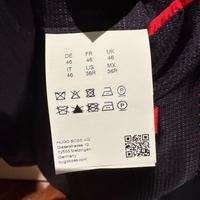 DE FR UK
46 46 46
IT US MX
46 36R 36R
HUGO BOSS AG
Dieselstrasse 12
72555 Metzingen
Germany
hugoboss.com